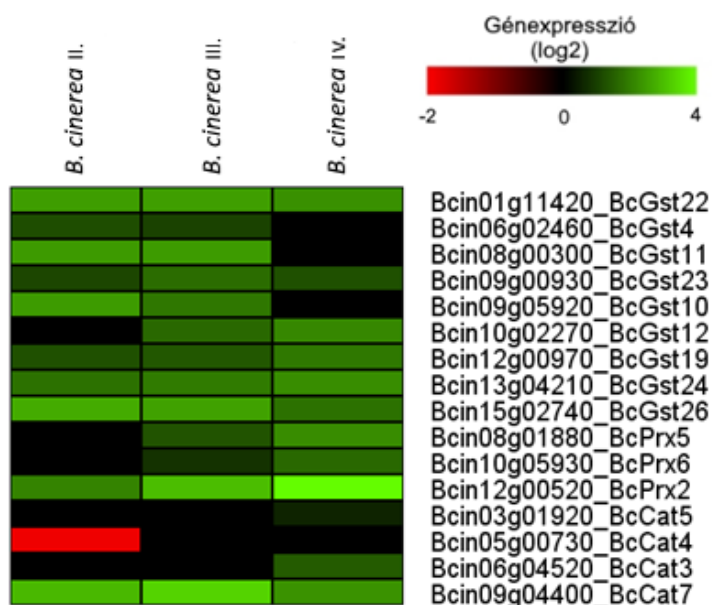 Génexpresszió
(log2)
-2 0 4
B. cinerea II.
B. cinerea III.
B. cinerea IV.
Bcin01g11420_BcGst22
Bcin06g02460_BcGst4
Bcin08g00300_BcGst11
Bcin09g00930_BcGst23
Bcin09g05920_BcGst10
Bcin10g02270_BcGst12
Bcin12g00970_BcGst19
Bcin13g04210_BcGst24
Bcin15g02740_BcGst26
Bcin08g01880_BcPrx5
Bcin10g05930_BcPrx6
Bcin12g00520_BcPrx2
Bcin03g01920_BcCat5
Bcin05g00730_BcCat4
Bcin06g04520_BcCat3
Bcin09g04400_BcCat7